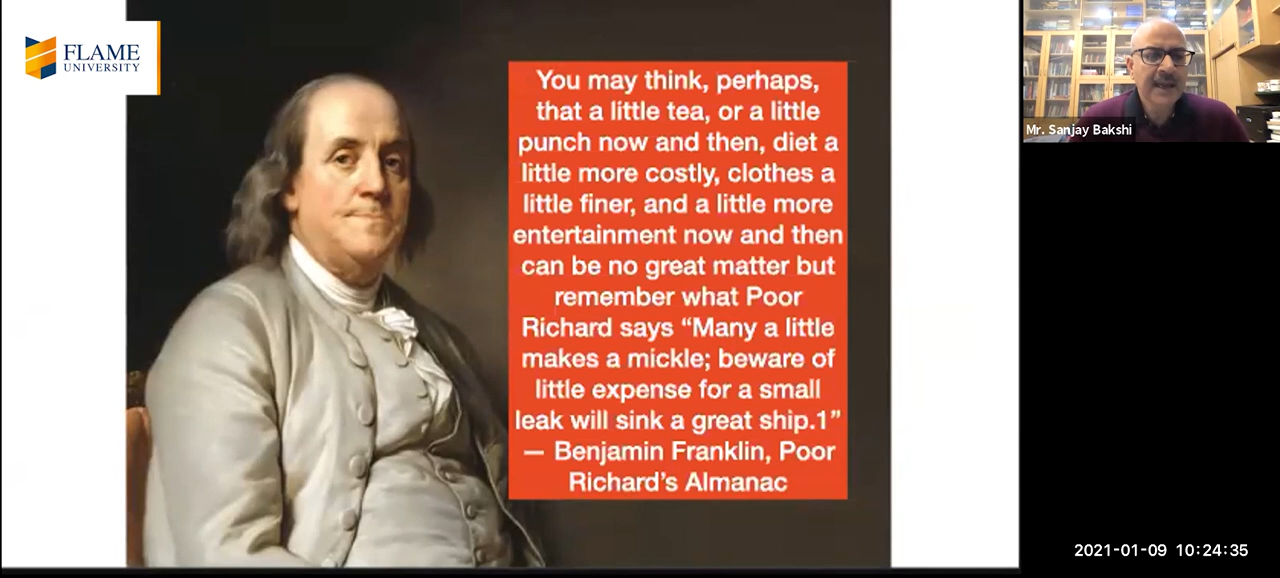 FLAME
UNIVERSITY
You may think, perhaps,
that a little tea, or a little
punch now and then, diet a
little more costly, clothes a
little finer, and a little more
entertainment now and then
can be no great matter but
remember what Poor
Richard says “Many a little
makes a mickle; beware of
little expense for a small
leak will sink a great ship.1”
— Benjamin Franklin, Poor
Richard’s Almanac
Mr. Sanjay Bakshi
2021-01-09 10:24:35